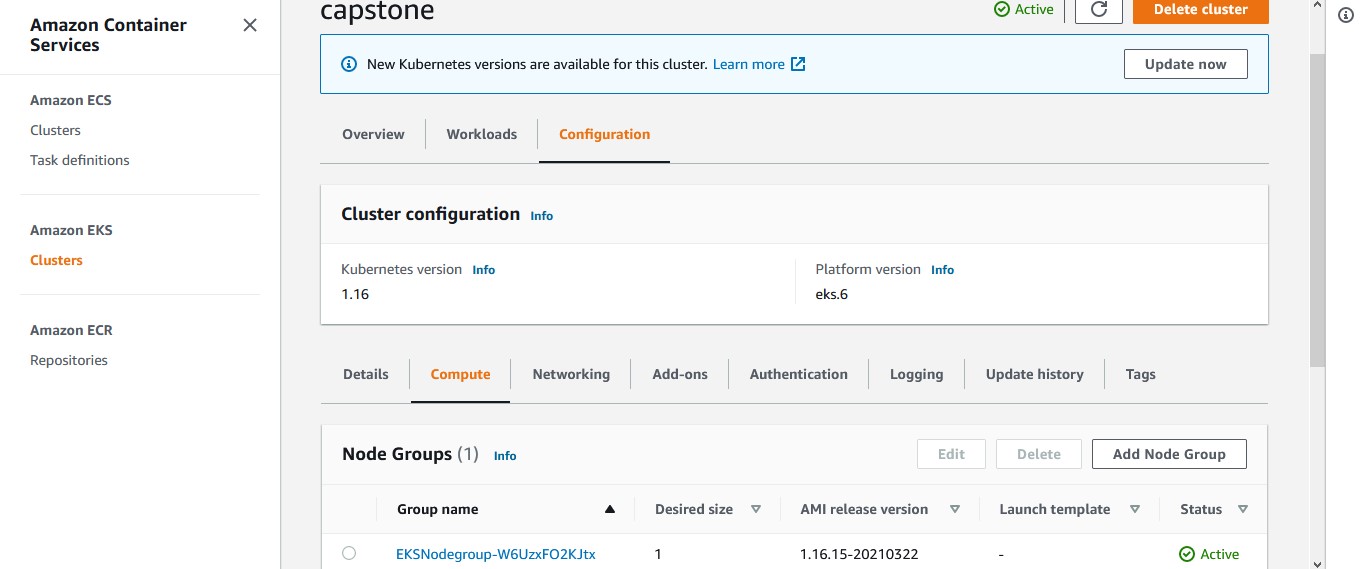 Amazon Container
Services
Amazon ECS
Clusters
Task definitions
Amazon EKS
Clusters
Amazon ECR
Repositories
capstone
Active
Delete cluster
New Kubernetes versions are available for this cluster. Learn more
Update now
Overview
Workloads
Configuration
Cluster configuration Info
Kubernetes version Info
1.16
Platform version Info
eks.6
Details
Compute
Networking
Add-ons
Authentication
Logging
Update history
Tags
Node Groups (1) Info
Edit
Delete
Add Node Group
Group name
Desired size
AMI release version
Launch template
Status
EKSNodegroup-W6UzxFO2KJtx
1
1.16.15-20210322
-
Active